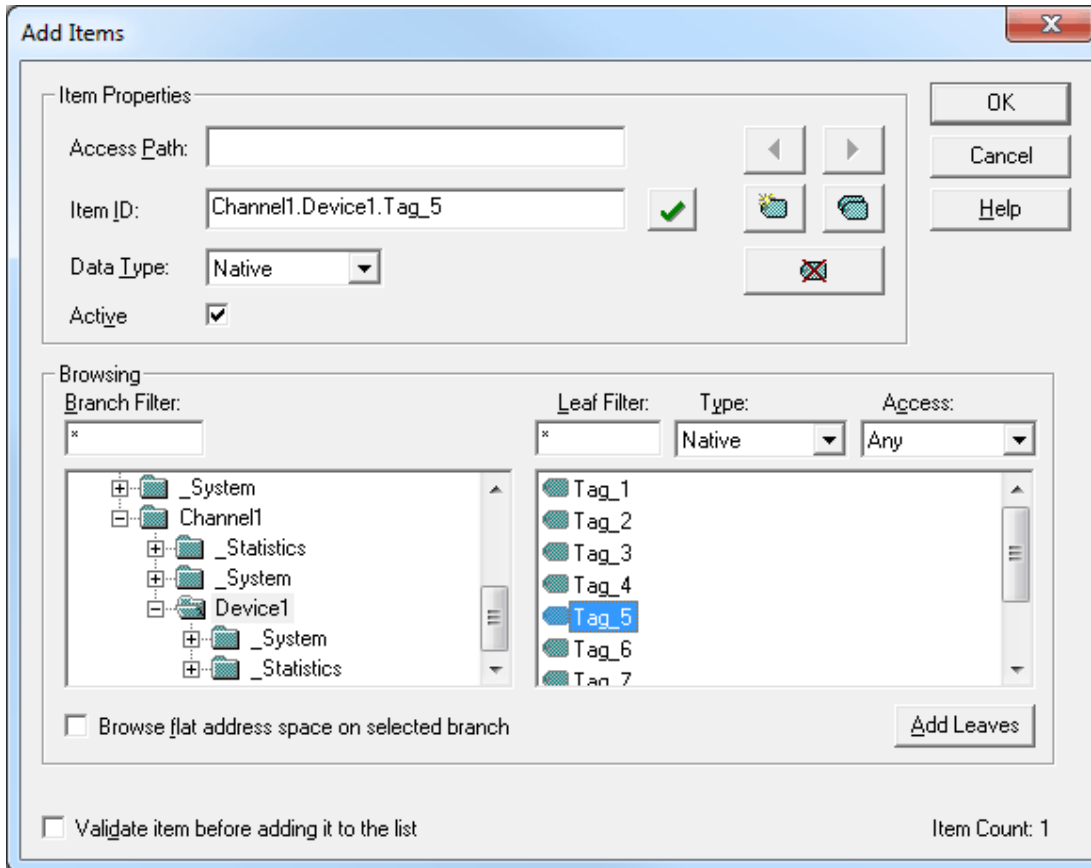 Add Items
Item Properties
Access Path:
OK
Cancel
Item ID: Channel1.Device1.Tag_5
Help
Data Type: Native
Active
Browsing
Branch Filter: Leaf Filter: Type: Access:
* * Native Any
_System
Channel1
_Statistics
_System
Device1
_System
_Statistics
Tag_1
Tag_2
Tag_3
Tag_4
Tag_5
Tag_6
Tag_7
Browse flat address space on selected branch
Add Leaves
Validate item before adding it to the list
Item Count: 1